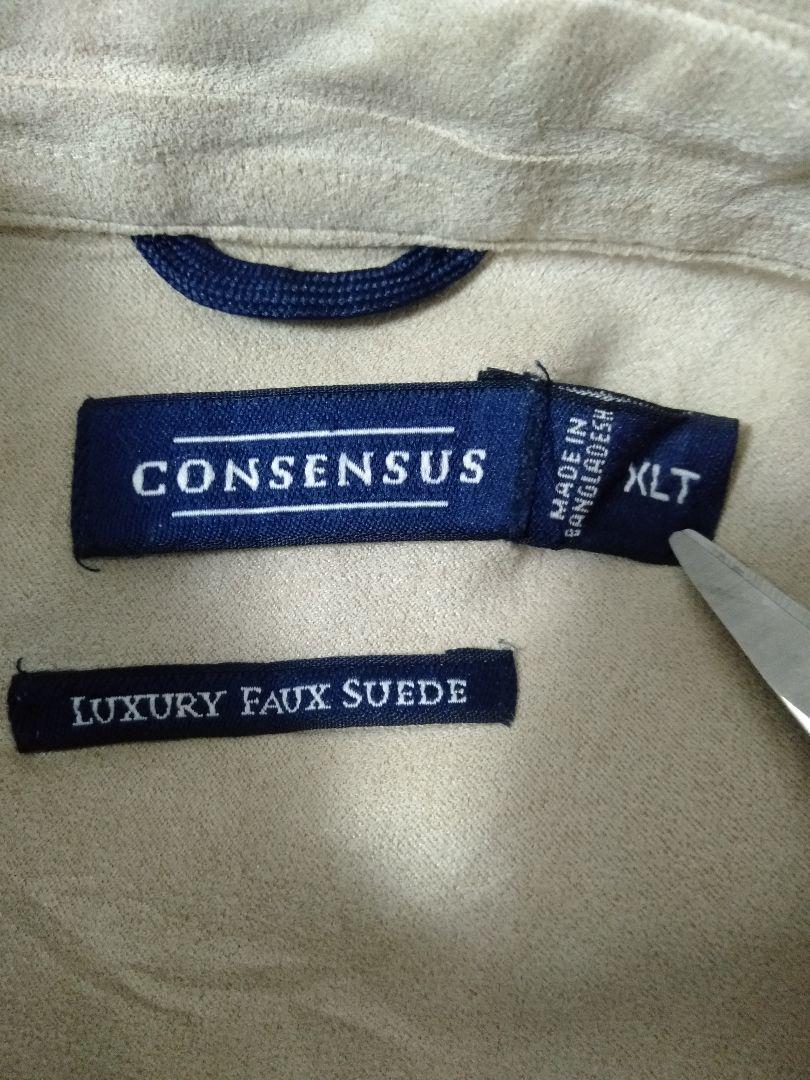 CONSENSUS
MADE IN
BANGLADESH
XLT
LUXURY FAUX SUEDE